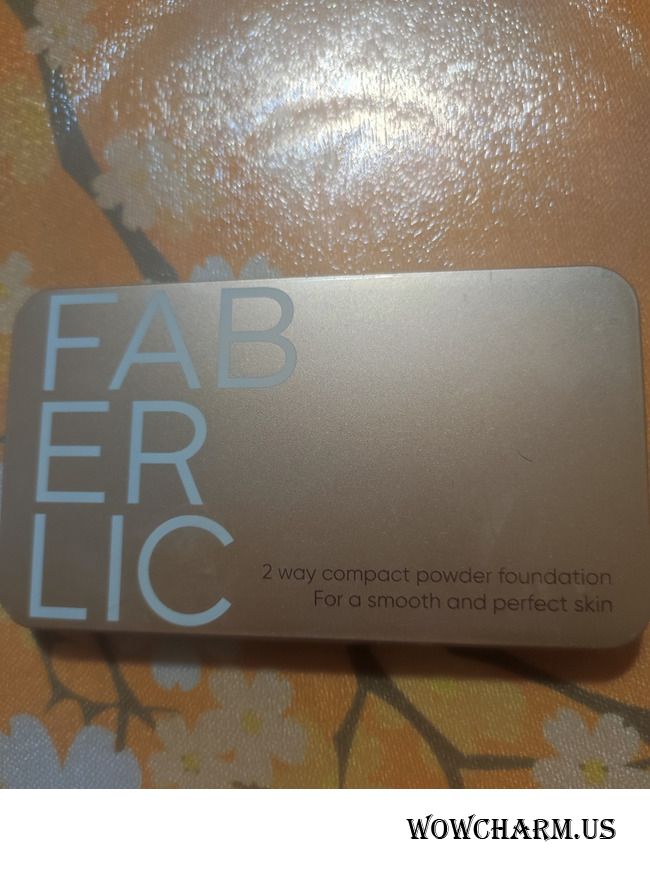 FAB
ER
LIC
2 way compact powder foundation
For a smooth and perfect skin
WOWCHARM.US